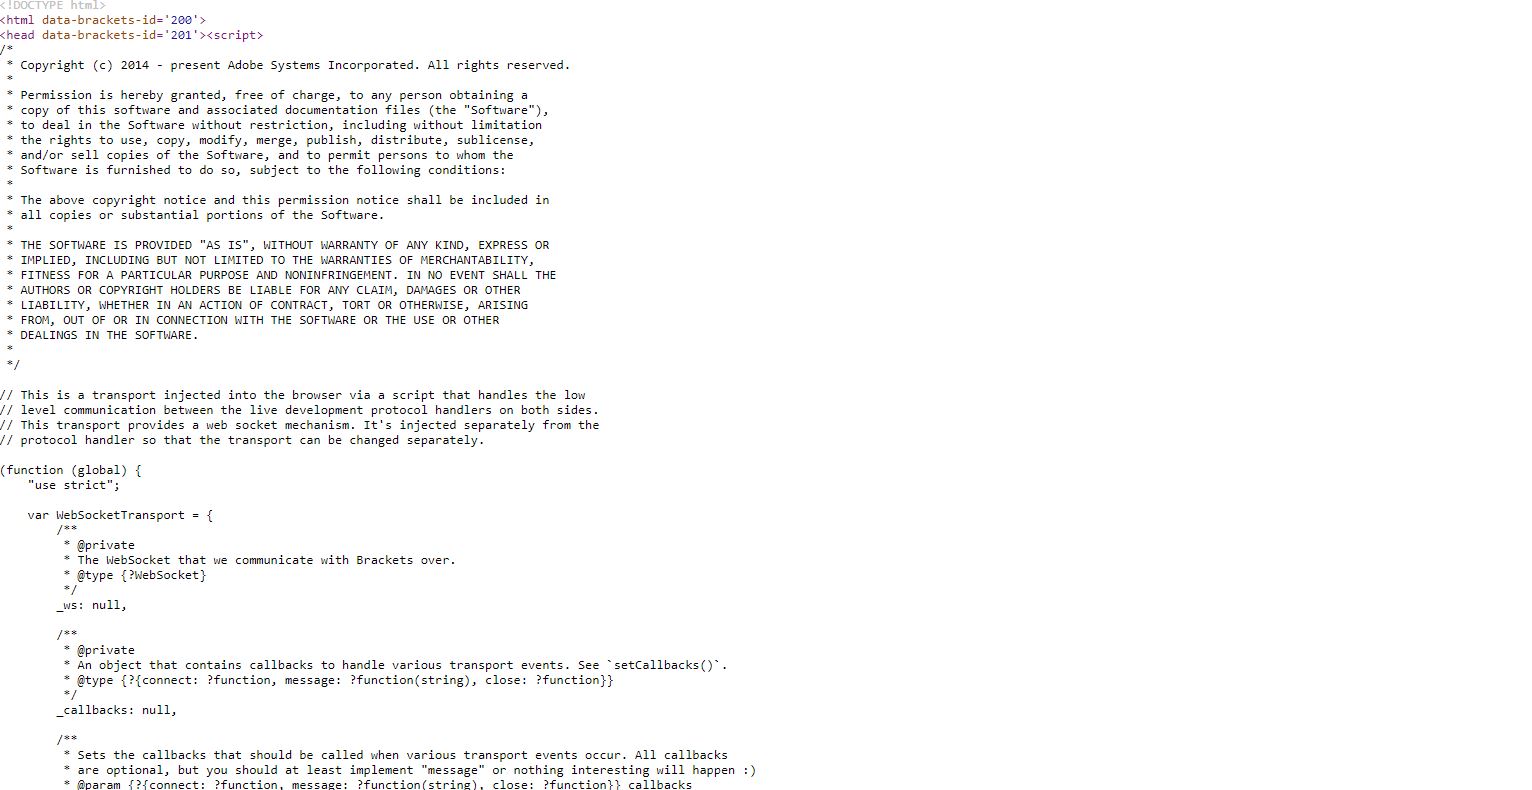 <!DOCTYPE html>
<html data-brackets-id='200'>
<head data-brackets-id='201'><script>
/*
 * Copyright (c) 2014 - present Adobe Systems Incorporated. All rights reserved.
 *
 * Permission is hereby granted, free of charge, to any person obtaining a
 * copy of this software and associated documentation files (the "Software"),
 * to deal in the Software without restriction, including without limitation
 * the rights to use, copy, modify, merge, publish, distribute, sublicense,
 * and/or sell copies of the Software, and to permit persons to whom the
 * Software is furnished to do so, subject to the following conditions:
 *
 * The above copyright notice and this permission notice shall be included in
 * all copies or substantial portions of the Software.
 *
 * THE SOFTWARE IS PROVIDED "AS IS", WITHOUT WARRANTY OF ANY KIND, EXPRESS OR
 * IMPLIED, INCLUDING BUT NOT LIMITED TO THE WARRANTIES OF MERCHANTABILITY,
 * FITNESS FOR A PARTICULAR PURPOSE AND NONINFRINGEMENT. IN NO EVENT SHALL THE
 * AUTHORS OR COPYRIGHT HOLDERS BE LIABLE FOR ANY CLAIM, DAMAGES OR OTHER
 * LIABILITY, WHETHER IN AN ACTION OF CONTRACT, TORT OR OTHERWISE, ARISING
 * FROM, OUT OF OR IN CONNECTION WITH THE SOFTWARE OR THE USE OR OTHER
 * DEALINGS IN THE SOFTWARE.
 *
 */

// This is a transport injected into the browser via a script that handles the low
// level communication between the live development protocol handlers on both sides.
// This transport provides a web socket mechanism. It's injected separately from the
// protocol handler so that the transport can be changed separately.

(function (global) {
    "use strict";

    var WebSocketTransport = {
        /**
         * @private
         * The WebSocket that we communicate with Brackets over.
         * @type {?WebSocket}
         */
        _ws: null,

        /**
         * @private
         * An object that contains callbacks to handle various transport events. See `setCallbacks()`.
         * @type {?{connect: ?function, message: ?function(string), close: ?function}}
         */
        _callbacks: null,

        /**
         * Sets the callbacks that should be called when various transport events occur. All callbacks
         * are optional, but you should at least implement "message" or nothing interesting will happen :)
         * @param {?{connect: ?function, message: ?function(string), close: ?function}} callbacks